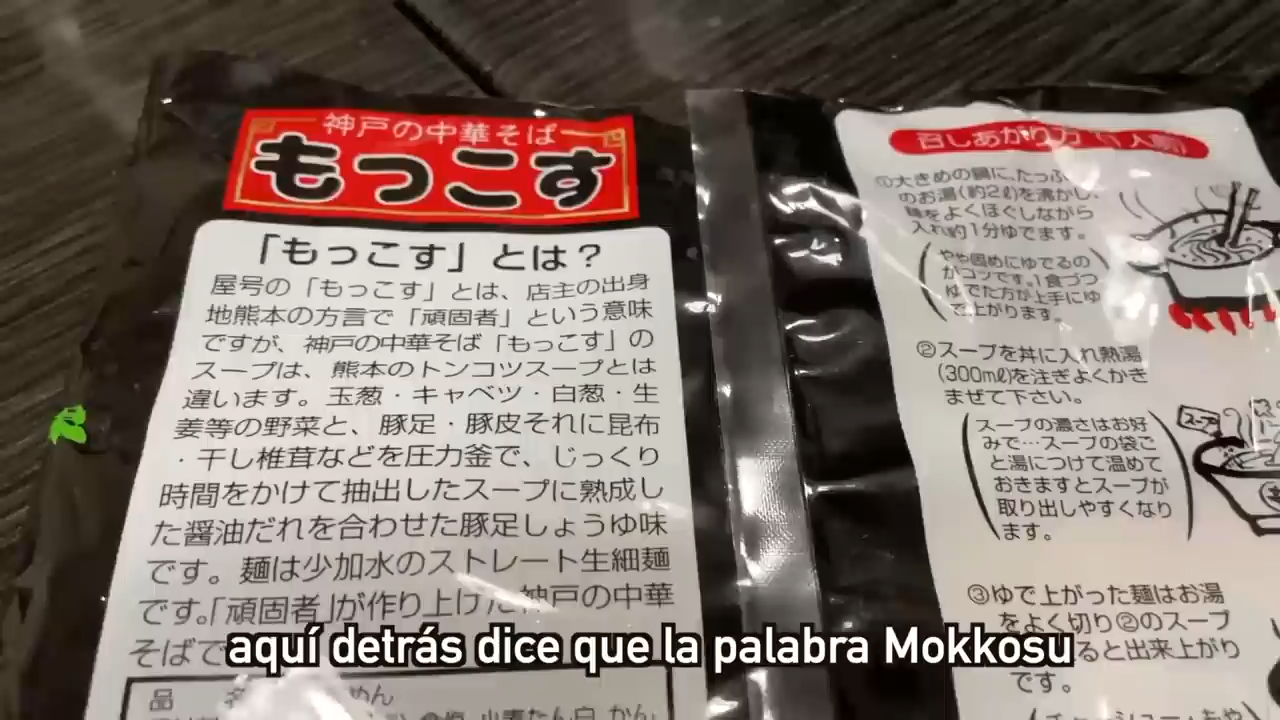 神戸の中華そば
もっこす
「もっこす」とは?
屋号の「もっこす」とは、店主の出身
地熊本の方言で「頑固者」という意味
ですが、神戸の中華そば「もっこす」の
スープは、熊本のトンコツスープとは
違います。玉葱・キャベツ・白葱・生
姜等の野菜と、豚足・豚皮それに昆布
・干し椎茸などを圧力釜で、じっくり
時間をかけて抽出したスープに熟成し
た醤油だれを合わせた豚足しょうゆ味
です。麺は少加水のストレート生細麺
です。「頑固者」が作り上げた神戸の中華
そばで
品
めん
召しあがり方(1人前)
①大きめの鍋に、たっぷ
のお湯(約2ℓ)を沸かし、
麺をよくほぐしながら
入れ約1分ゆでます。
(やや固めにゆでるの
がコツです。1食づつ
ゆでた方が上手にゆ
で上がります。)
②スープを丼に入れ熱湯
(300mℓ)を注ぎよくかき
まぜて下さい。
(スープの濃さはお好
みで…スープの袋ご
と湯につけて温めて
おきますとスープが
取り出しやすくなり
ます。)
スープ
③ゆで上がった麺はお湯
をよく切り②のスープ
ると出来上がり
です。
aquí detrás dice que la palabra Mokkosu